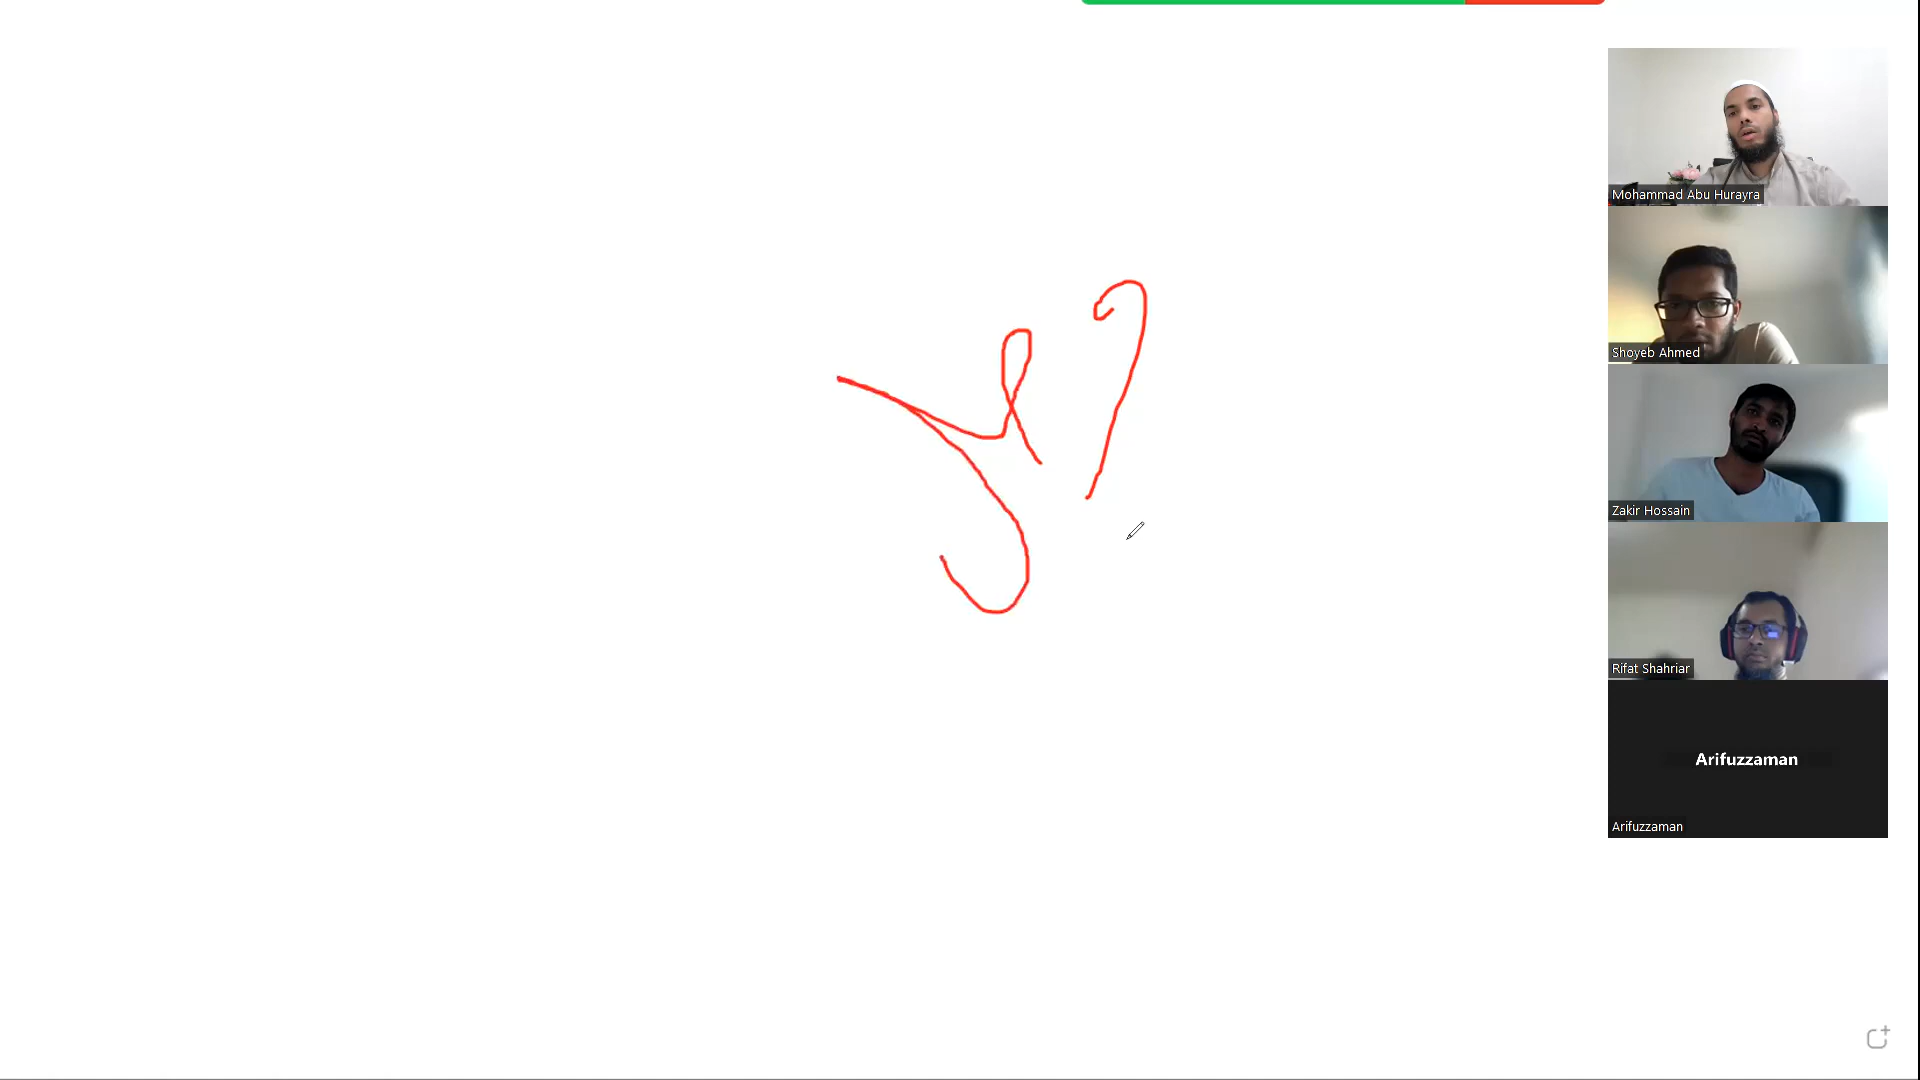 Mohammad Abu Hurayra
Shoyeb Ahmed
Zakir Hossain
Rifat Shahriar
Arifuzzaman
Arifuzzaman